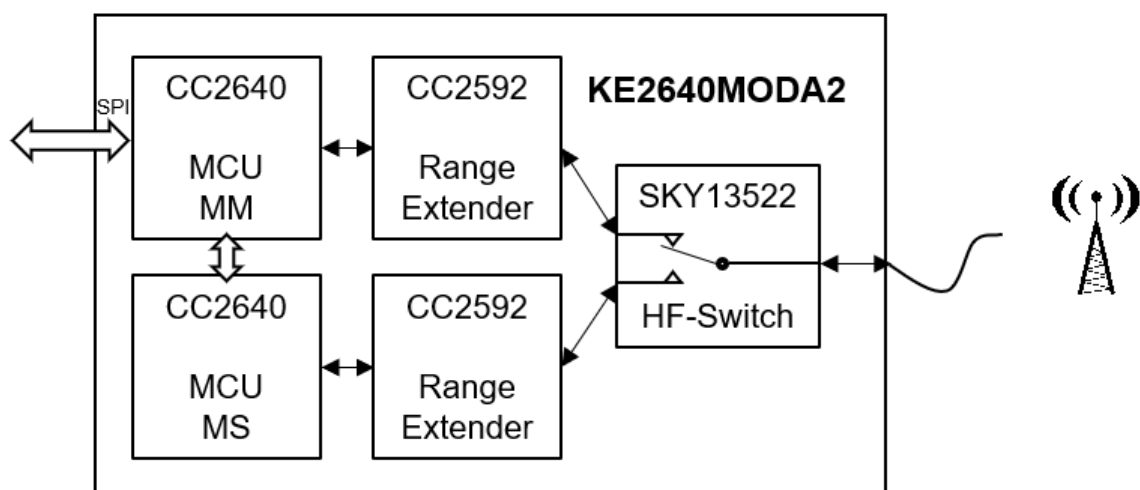 SPI
CC2640
MCU
MM
CC2592
Range
Extender
KE2640MODA2
SKY13522
HF-Switch
CC2640
MCU
MS
CC2592
Range
Extender